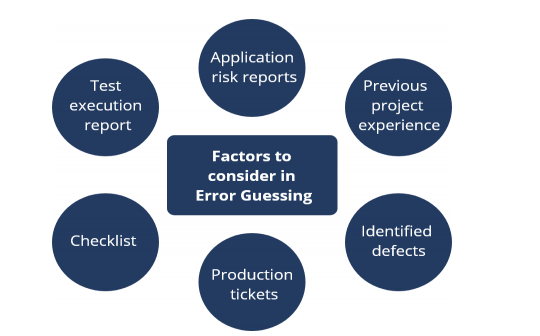 Application
risk reports
Test
execution
report
Previous
project
experience
Factors to
consider in
Error Guessing
Checklist
Identified
defects
Production
tickets